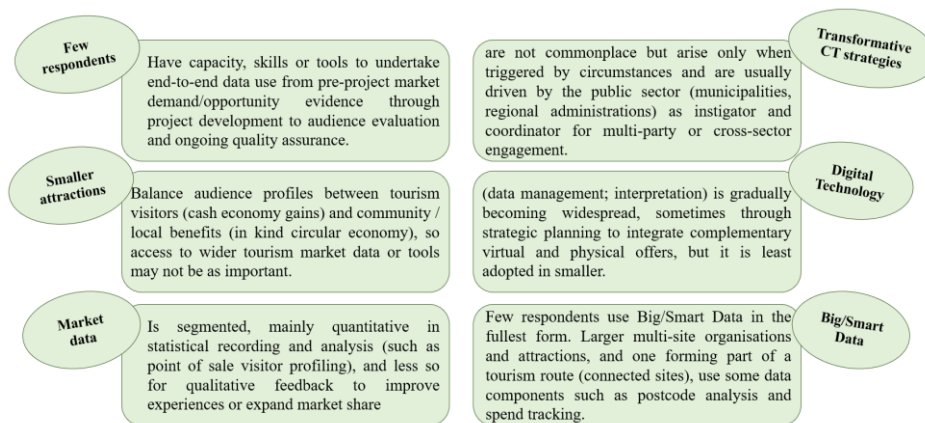 Few
respondents
Have capacity, skills or tools to undertake
end-to-end data use from pre-project market
demand/opportunity evidence through
project development to audience evaluation
and ongoing quality assurance.
Transformative
CT strategies
are not commonplace but arise only when
triggered by circumstances and are usually
driven by the public sector (municipalities,
regional administrations) as instigator and
coordinator for multi-party or cross-sector
engagement.
Smaller
attractions
Balance audience profiles between tourism
visitors (cash economy gains) and community /
local benefits (in kind circular economy), so
access to wider tourism market data or tools
may not be as important.
Digital
Technology
(data management; interpretation) is gradually
becoming widespread, sometimes through
strategic planning to integrate complementary
virtual and physical offers, but it is least
adopted in smaller.
Market
data
Is segmented, mainly quantitative in
statistical recording and analysis (such as
point of sale visitor profiling), and less so
for qualitative feedback to improve
experiences or expand market share
Big/Smart
Data
Few respondents use Big/Smart Data in the
fullest form. Larger multi-site organisations
and attractions, and one forming part of a
tourism route (connected sites), use some data
components such as postcode analysis and
spend tracking.